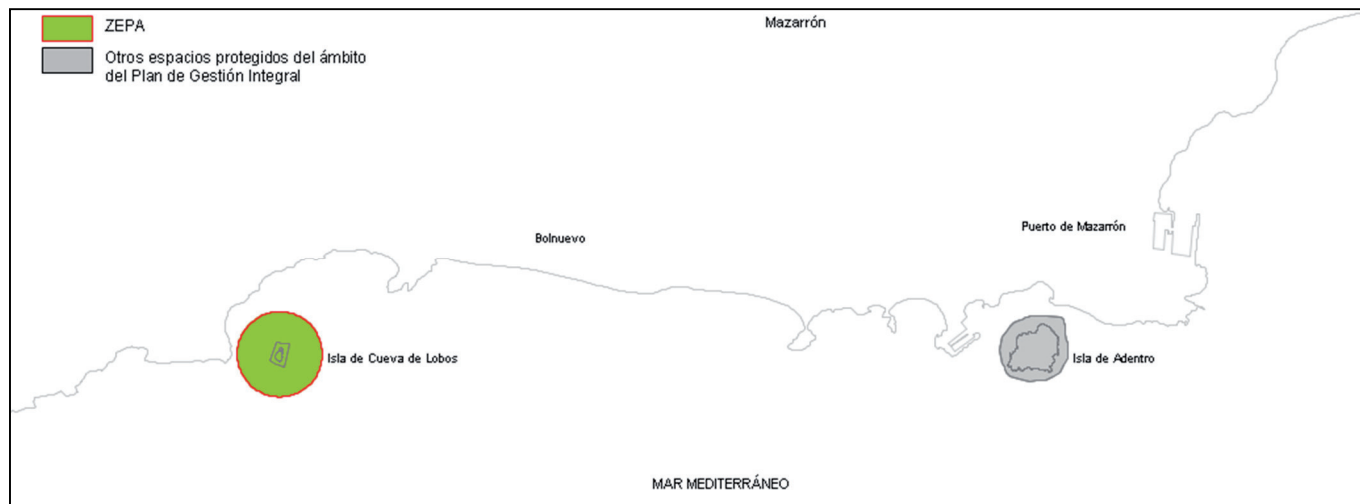 ZEPA
Otros espacios protegidos del ámbito
del Plan de Gestión Integral
Mazarrón
Puerto de Mazarrón
Bolnuevo
Isla de Cueva de Lobos
Isla de Adentro
MAR MEDITERRÁNEO